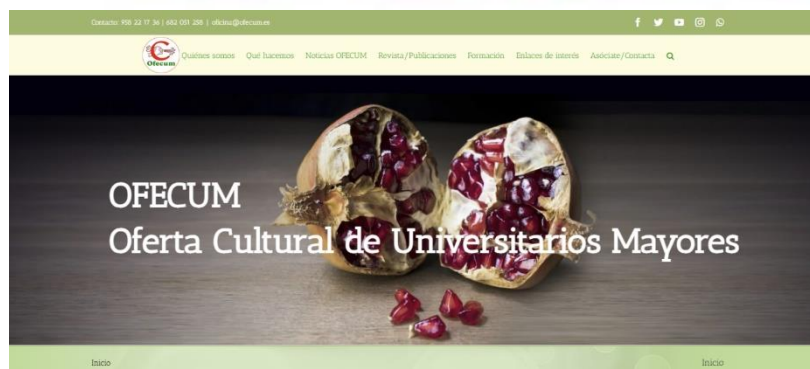 Contacto: 958 22 17 36 | 682 051 238 | oficina@ofecum.es
Ofecum
Quiénes somos Qué hacemos Noticias OFECUM Revista/Publicaciones Formación Enlaces de interés Asóciate/Contacta
OFECUM
Oferta Cultural de Universitarios Mayores
Inicio Inicio